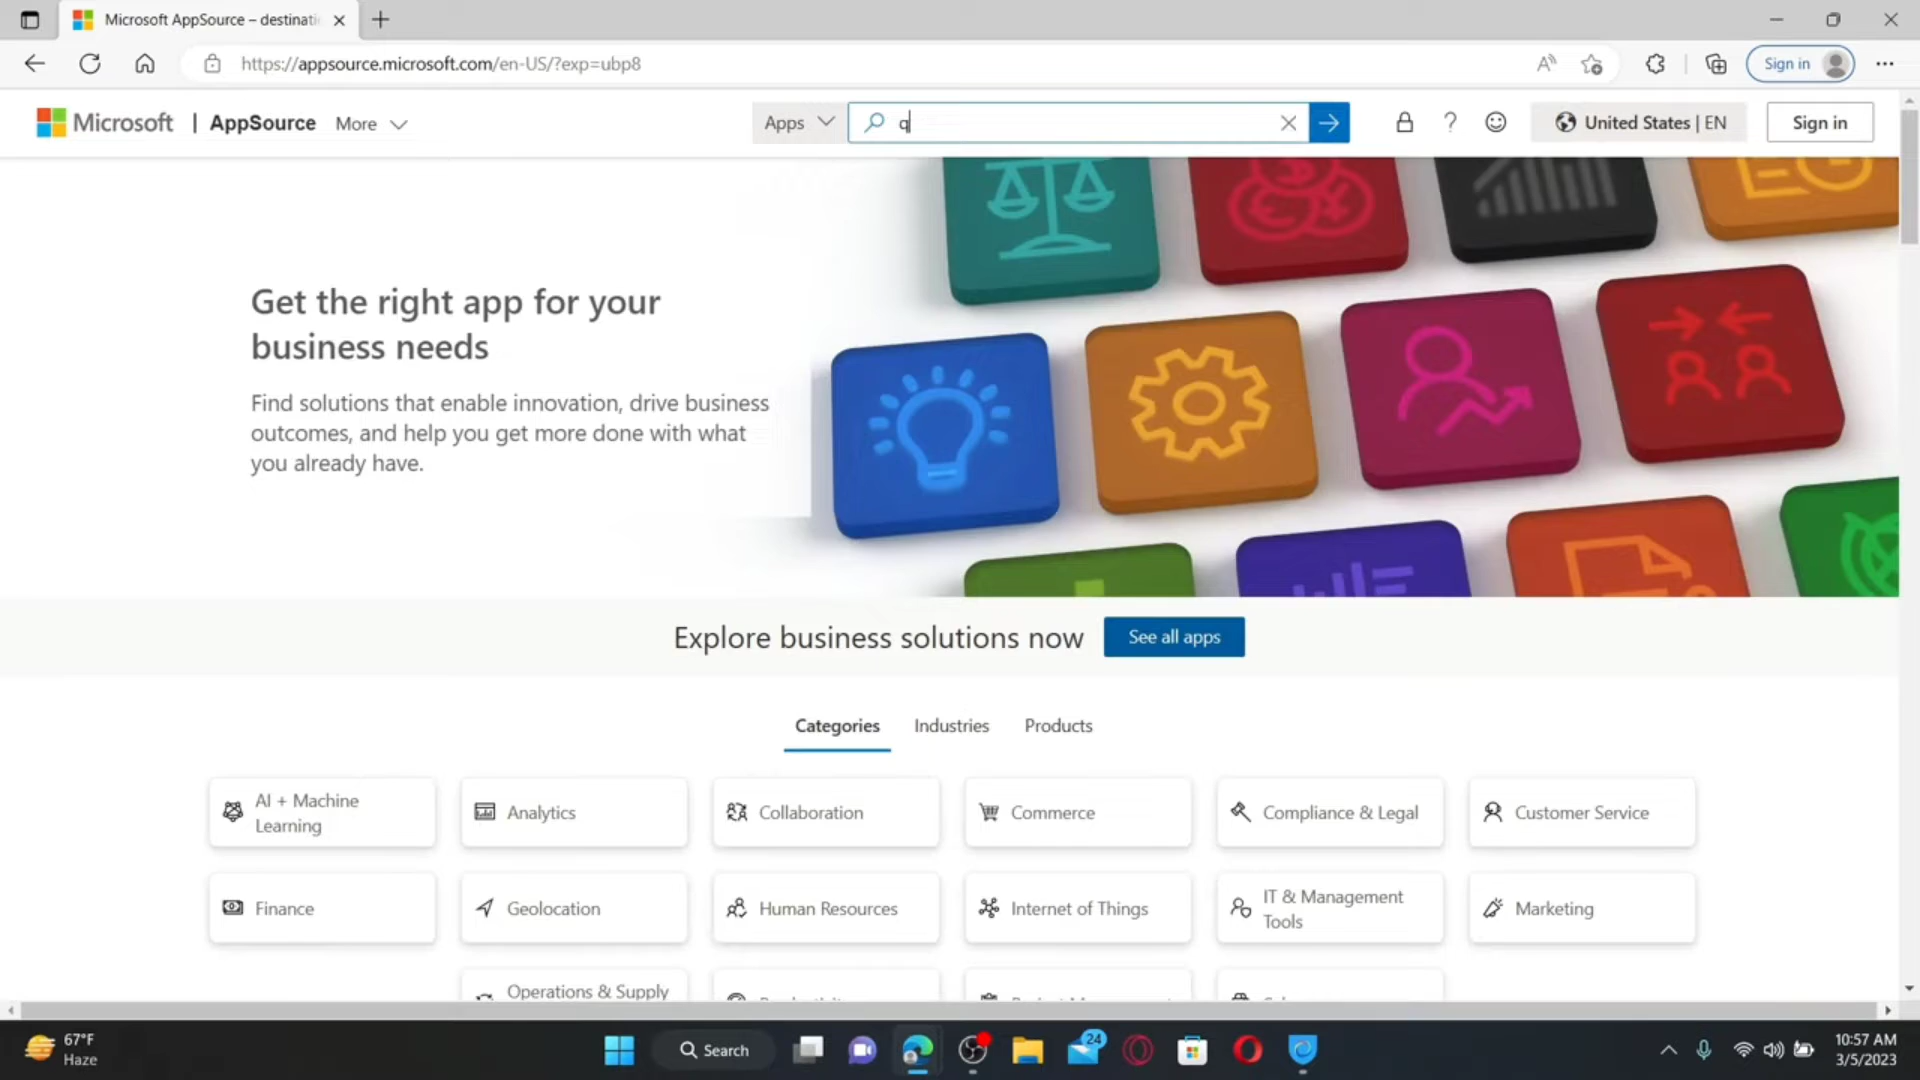 Microsoft AppSource – destinati
https://appsource.microsoft.com/en-US/?exp=ubp8
Sign in
Microsoft | AppSource More
Apps
q
United States | EN
Sign in
Get the right app for your
business needs
Find solutions that enable innovation, drive business
outcomes, and help you get more done with what
you already have.
Explore business solutions now
See all apps
Categories
Industries
Products
AI + Machine
Learning
Analytics
Collaboration
Commerce
Compliance & Legal
Customer Service
Finance
Geolocation
Human Resources
Internet of Things
IT & Management
Tools
Marketing
Operations & Supply
67°F
Haze
Search
24
10:57 AM
3/5/2023